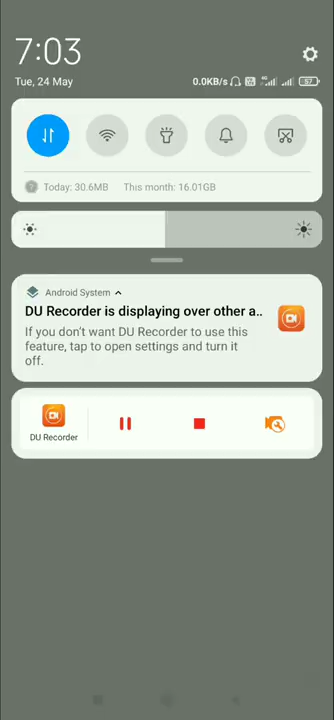 7:03
Tue, 24 May
0.0KB/s
57
Today: 30.6MB
This month: 16.01GB
Android System
DU Recorder is displaying over other a..
If you don't want DU Recorder to use this
feature, tap to open settings and turn it
off.
DU Recorder